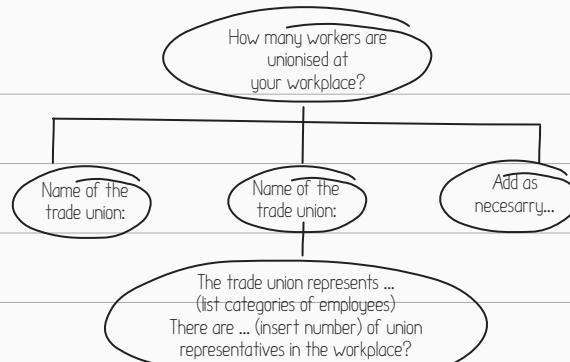 How many workers are
unionised at
your workplace?
Name of the
trade union:
Name of the
trade union:
Add as
necesarry...
The trade union represents ...
(list categories of employees)
There are ... (insert number) of union
representatives in the workplace?